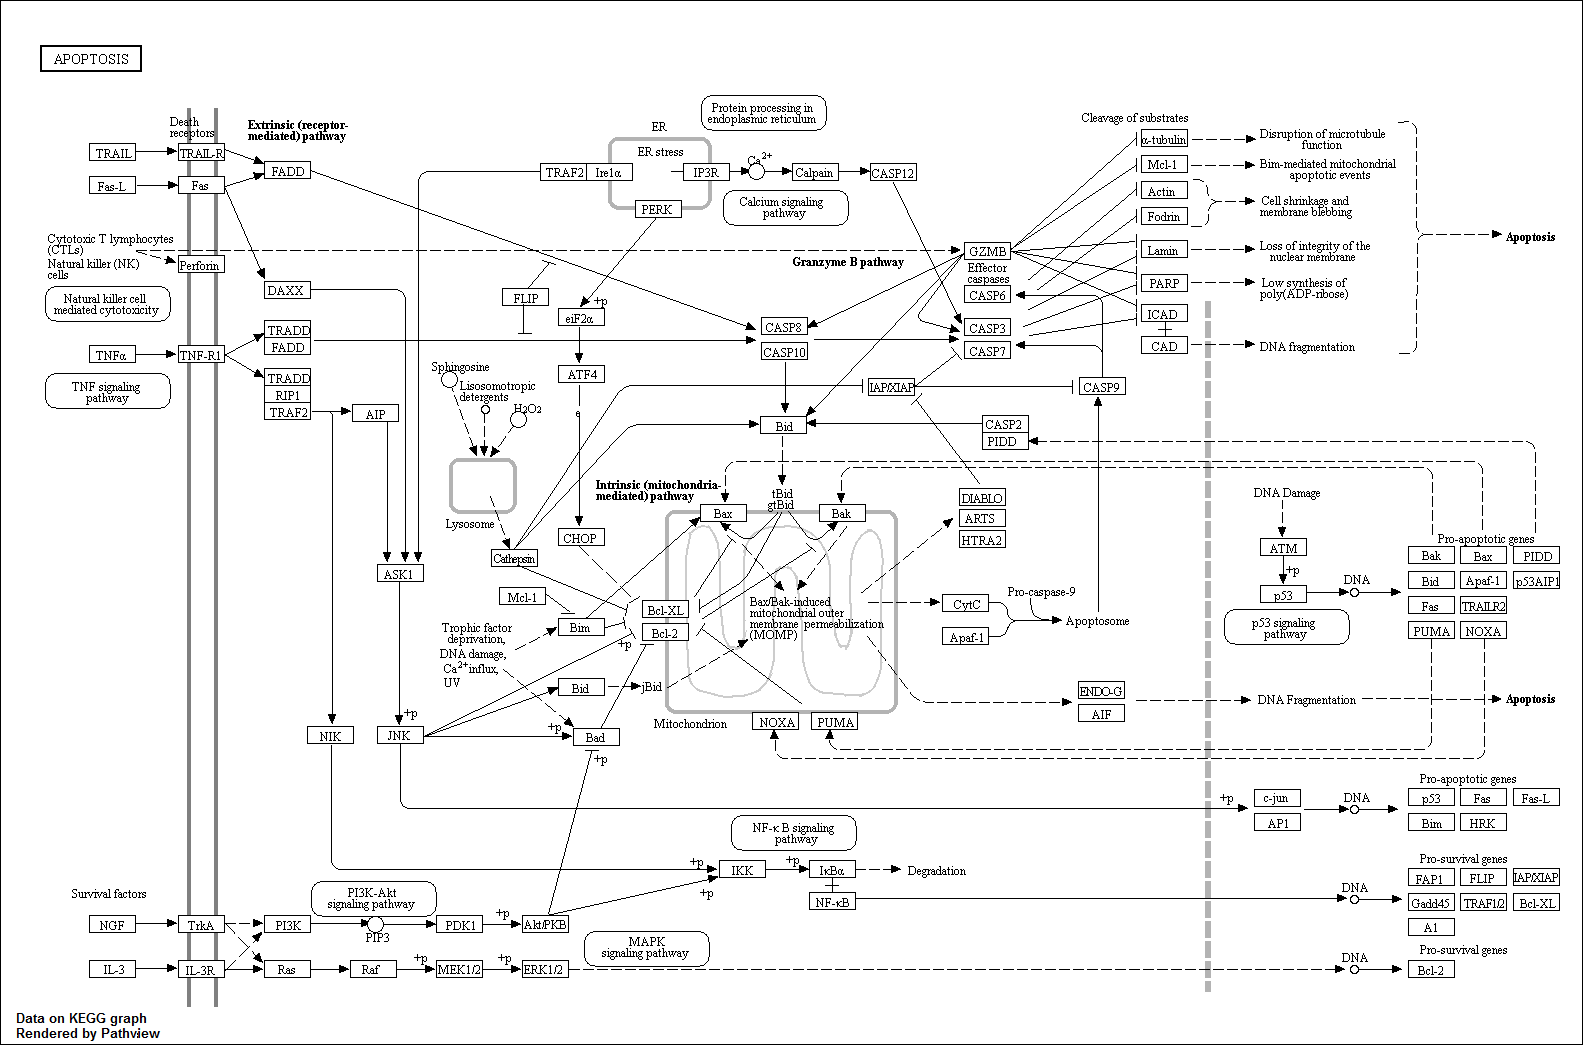 APOPTOSIS
Death
receptors
Extrinsic (receptor-
mediated) pathway
TRAIL
TRAIL-R
FADD
Fas-L
Fas
Cytotoxic T lymphocytes
(CTLs)
Natural killer (NK)
cells
Perforin
DAXX
Natural killer cell
mediated cytotoxicity
TNFα
TNF-R1
TRADD
FADD
TRADD
RIP1
TRAF2
AIP
TNF signaling
pathway
ER
ER stress
TRAF2
Ire1α
IP3R
PERK
Protein processing in
endoplasmic reticulum
Ca2+
Calpain
CASP12
Calcium signaling
pathway
FLIP
+p
eiF2α
ATF4
e
CHOP
Granzyme B pathway
GZMB
Effector
caspases
CASP6
CASP3
CASP7
CASP8
CASP10
IAP/XIAP
CASP9
Bid
CASP2
PIDD
Cleavage of substrates
α-tubulin
Mcl-1
Actin
Fodrin
Lamin
PARP
ICAD
CAD
Disruption of microtubule
function
Bim-mediated mitochondrial
apoptotic events
Cell shrinkage and
membrane blebbing
Loss of integrity of the
nuclear membrane
Low synthesis of
poly(ADP-ribose)
DNA fragmentation
Apoptosis
Sphingosine
Lisosomotropic
detergents
H2O2
Lysosome
Cathepsin
Intrinsic (mitochondria-
mediated) pathway
tBid
gtBid
Bax
Bak
DIABLO
ARTS
HTRA2
ASK1
Mcl-1
Bim
Bcl-XL
Bcl-2
+p
Bax/Bak-induced
mitochondrial outer
membrane permeabilization
(MOMP)
CytC
Apaf-1
Pro-caspase-9
Apoptosome
Trophic factor
deprivation,
DNA damage,
Ca2+ influx,
UV
Bid
jBid
Mitochondrion
NOXA
PUMA
ENDO-G
AIF
DNA Fragmentation
Apoptosis
DNA Damage
ATM
+p
p53
DNA
p53 signaling
pathway
Pro-apoptotic genes
Bak
Bax
PIDD
Bid
Apaf-1
p53AIP1
Fas
TRAILR2
PUMA
NOXA
NIK
+p
JNK
+p
Bad
+p
+p
c-jun
AP1
DNA
Pro-apoptotic genes
p53
Fas
Fas-L
Bim
HRK
NF-κ B signaling
pathway
+p
IKK
+p
+p
IκBα
NF-κB
Degradation
DNA
Pro-survival genes
FAP1
FLIP
IAP/XIAP
Gadd45
TRAF1/2
Bcl-XL
A1
Survival factors
PI3K-Akt
signaling pathway
NGF
TrkA
PI3K
PIP3
PDK1
+p
Akt/PKB
MAPK
signaling pathway
IL-3
IL-3R
Ras
Raf
+p
MEK1/2
+p
ERK1/2
DNA
Pro-survival genes
Bcl-2
Data on KEGG graph
Rendered by Pathview